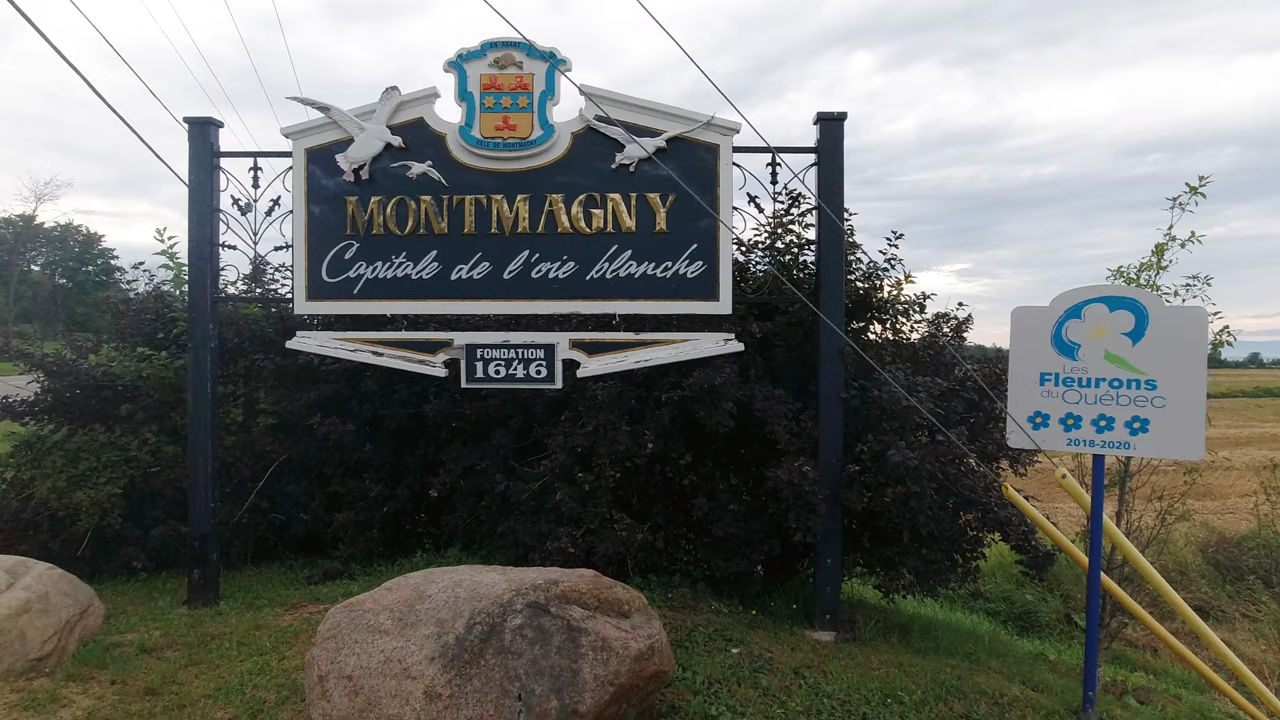 EN AVANT
VILLE DE MONTMAGNY
MONTMAGNY
Capitale de l'oie blanche
FONDATION
1646
Les
Fleurons
du Québec
2018-2020